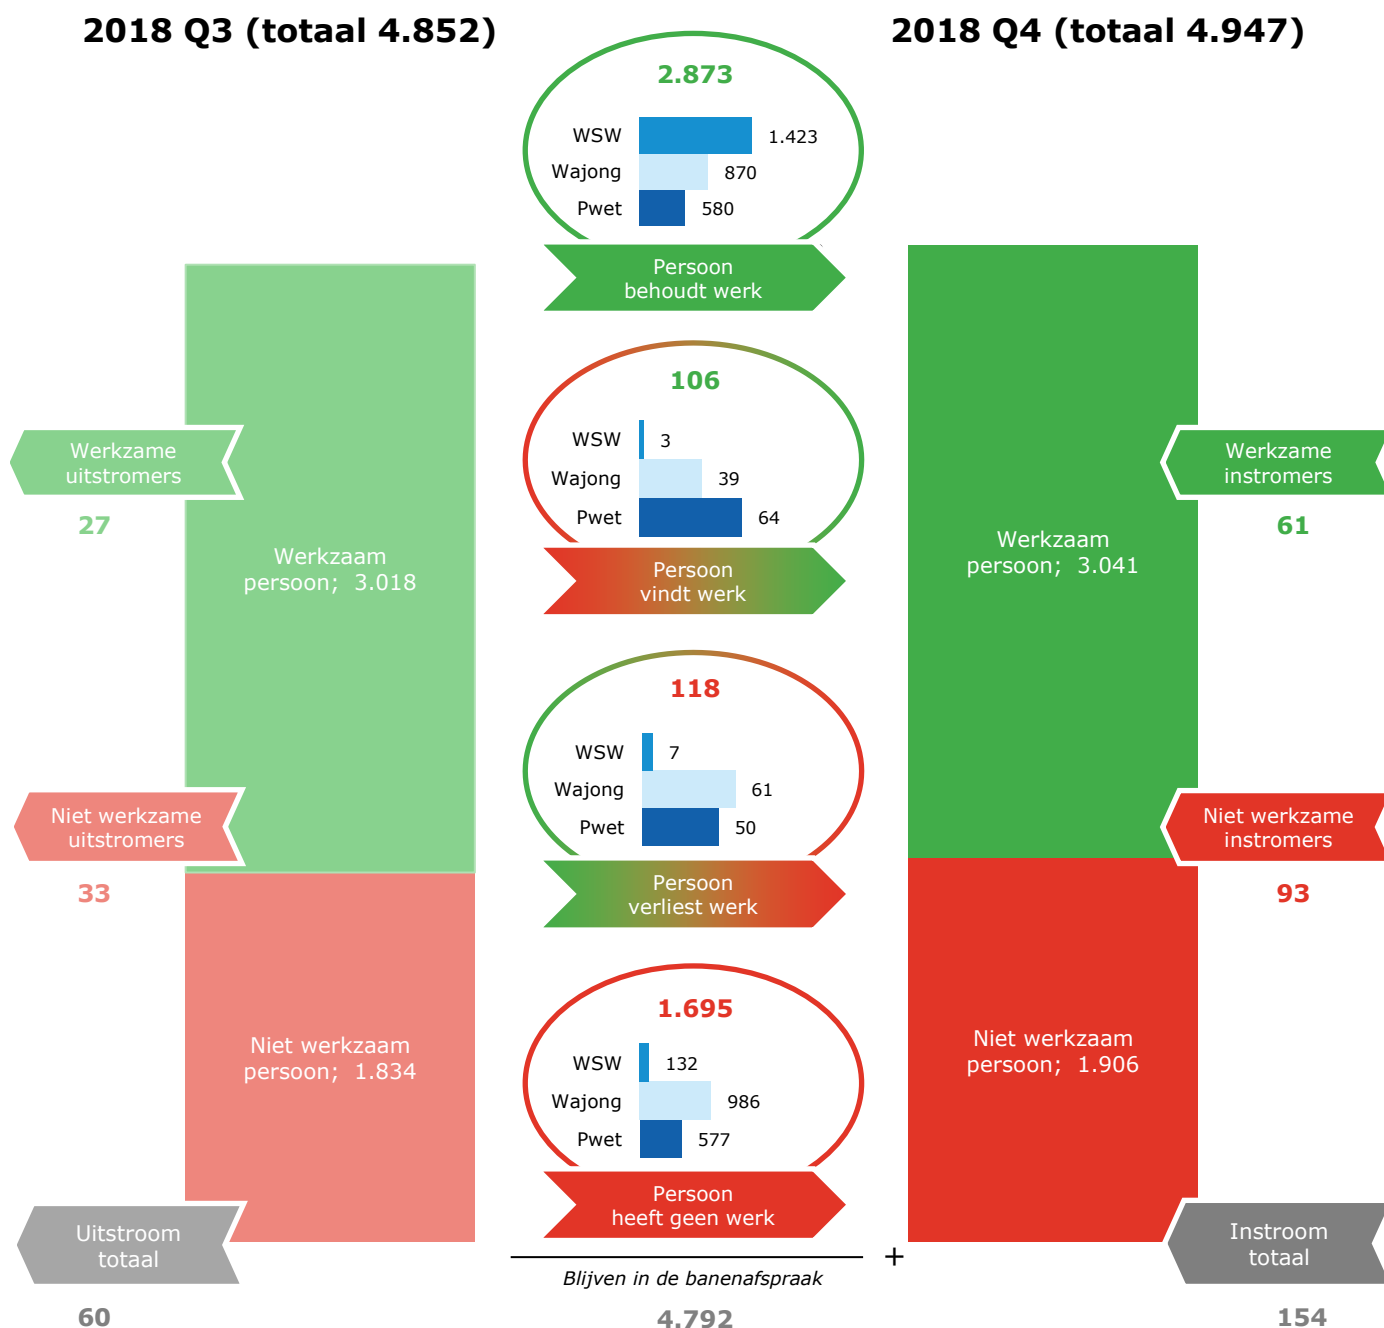 2018 Q3 (totaal 4.852)
2018 Q4 (totaal 4.947)
2.873
WSW 1.423
Wajong 870
Pwet 580
Persoon
behoudt werk
106
WSW 3
Wajong 39
Pwet 64
Persoon
vindt werk
118
WSW 7
Wajong 61
Pwet 50
Persoon
verliest werk
1.695
WSW 132
Wajong 986
Pwet 577
Persoon
heeft geen werk
Blijven in de banenafspraak
+
4.792
Werkzame
uitstromers
27
Werkzaam
persoon; 3.018
Niet werkzame
uitstromers
33
Niet werkzaam
persoon; 1.834
Uitstroom
totaal
60
Werkzaam
persoon; 3.041
Werkzame
instromers
61
Niet werkzame
instromers
93
Niet werkzaam
persoon; 1.906
Instroom
totaal
154